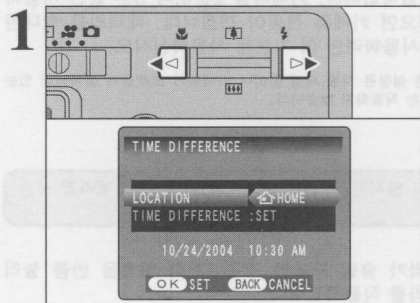 1
TIME DIFFERENCE
LOCATION HOME
TIME DIFFERENCE :SET
10/24/2004 10:30 AM
OK SET BACK CANCEL